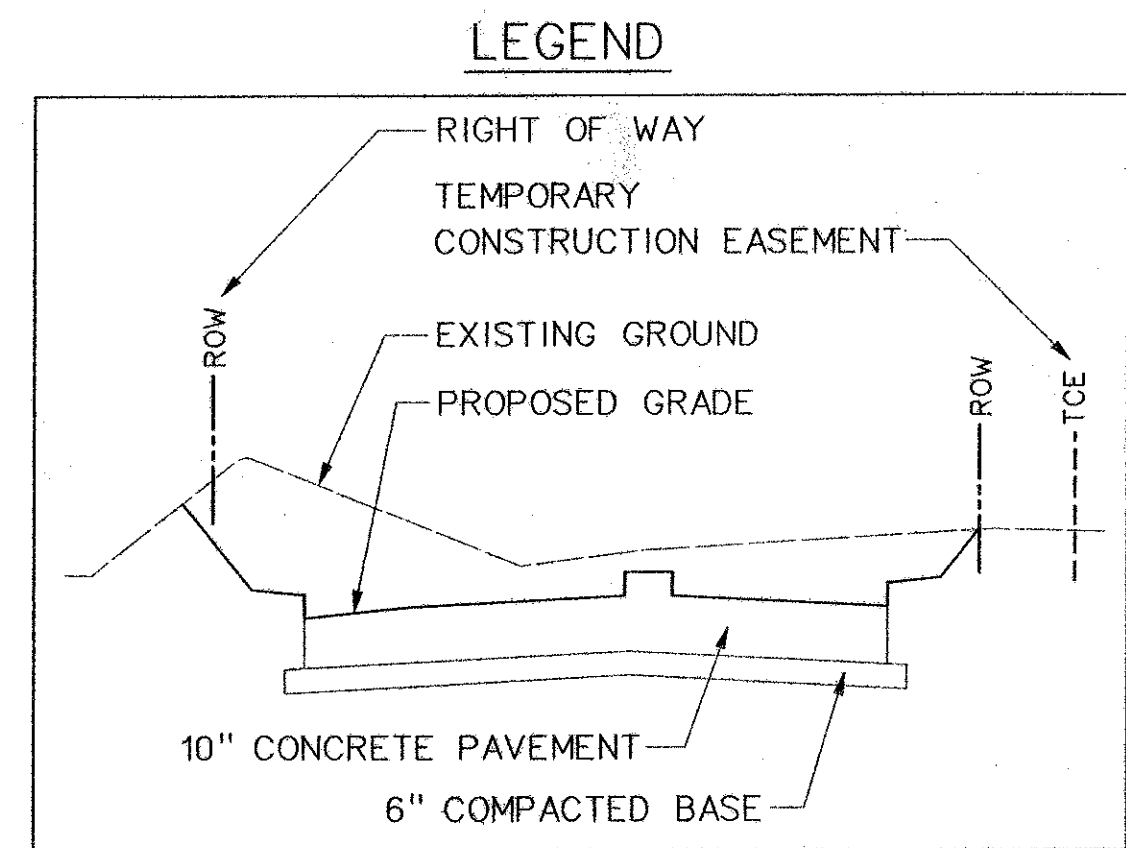 LEGEND
RIGHT OF WAY
TEMPORARY
CONSTRUCTION EASEMENT
ROW
EXISTING GROUND
PROPOSED GRADE
ROW
TCE
10" CONCRETE PAVEMENT
6" COMPACTED BASE